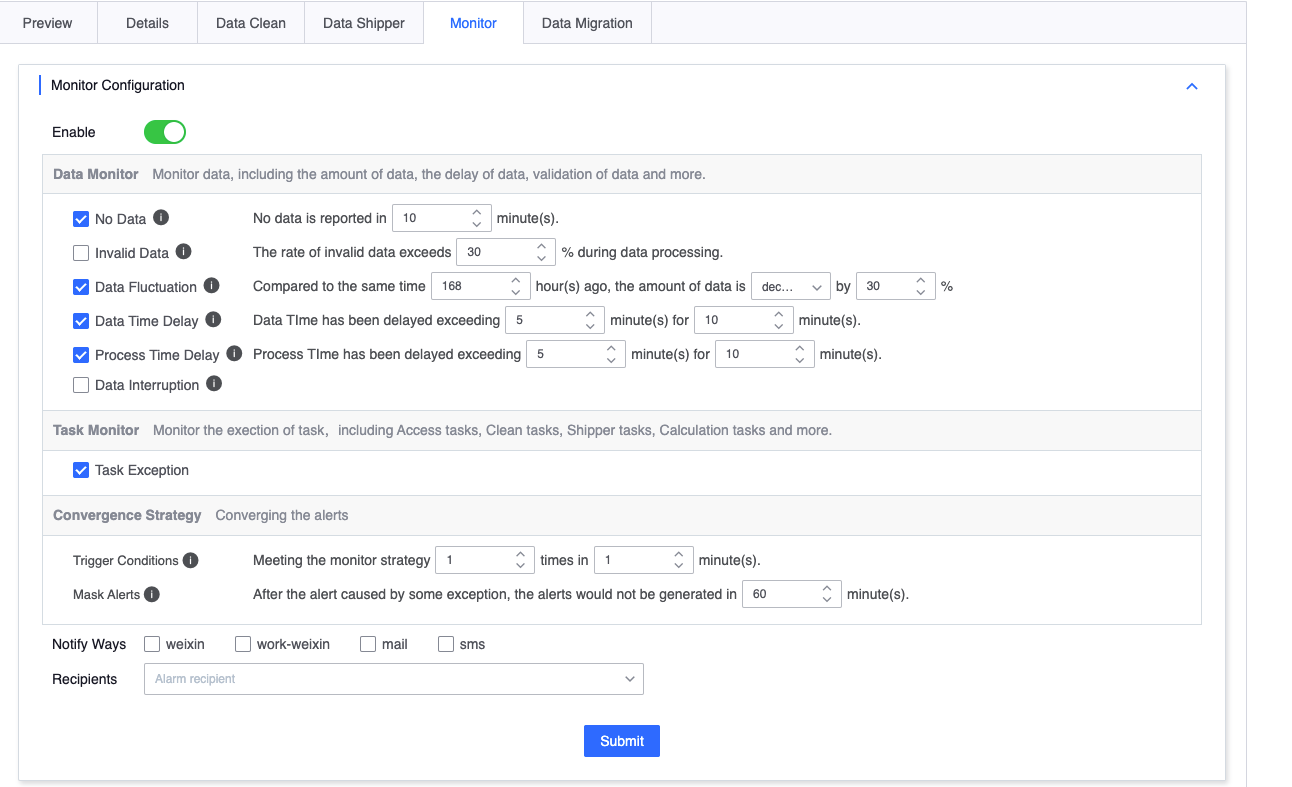 Preview Details Data Clean Data Shipper Monitor Data Migration
Monitor Configuration
Enable
Data Monitor Monitor data, including the amount of data, the delay of data, validation of data and more.
No Data i No data is reported in 10 minute(s).
Invalid Data i The rate of invalid data exceeds 30 % during data processing.
Data Fluctuation i Compared to the same time 168 hour(s) ago, the amount of data is dec... by 30 %
Data Time Delay i Data TIme has been delayed exceeding 5 minute(s) for 10 minute(s).
Process Time Delay i Process TIme has been delayed exceeding 5 minute(s) for 10 minute(s).
Data Interruption i
Task Monitor Monitor the exection of task, including Access tasks, Clean tasks, Shipper tasks, Calculation tasks and more.
Task Exception
Convergence Strategy Converging the alerts
Trigger Conditions i Meeting the monitor strategy 1 times in 1 minute(s).
Mask Alerts i After the alert caused by some exception, the alerts would not be generated in 60 minute(s).
Notify Ways weixin work-weixin mail sms
Recipients Alarm recipient
Submit